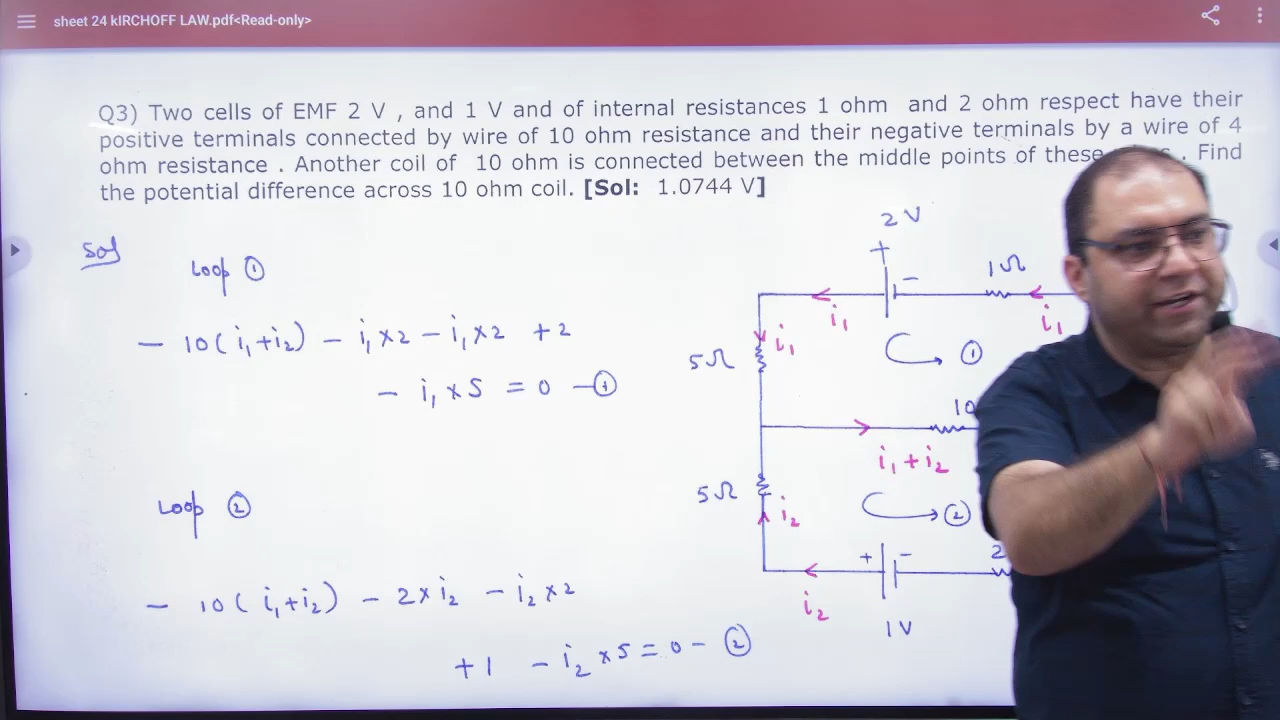 sheet 24 kIRCHOFF LAW.pdf<Read-only>
Q3) Two cells of EMF 2 V , and 1 V and of internal resistances 1 ohm and 2 ohm respect have their
positive terminals connected by wire of 10 ohm resistance and their negative terminals by a wire of 4
ohm resistance . Another coil of 10 ohm is connected between the middle points of these . Find
the potential difference across 10 ohm coil. [Sol: 1.0744 V]
Sol
Loop ①
- 10( i₁+i₂) - i₁×2 - i₁×2 +2
- i₁×5 = 0 -①
Loop ②
- 10( i₁+i₂) - 2×i₂ - i₂×2
+1 - i₂×5=0- ②
2 V
+ -
1Ω
i₁
i₁
5Ω
i₁
①
10
i₁+i₂
5Ω
i₂
②
+ -
2
i₂
1V